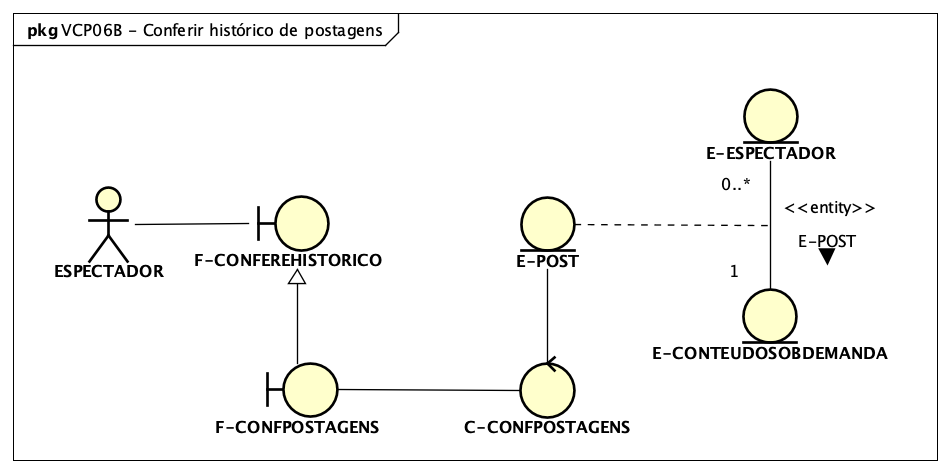 pkg VCP06B - Conferir histórico de postagens
E-ESPECTADOR
0..*
<<entity>>
E-POST
1
ESPECTADOR
F-CONFEREHISTORICO
E-POST
E-CONTEUDOSOBDEMANDA
F-CONFPOSTAGENS
C-CONFPOSTAGENS